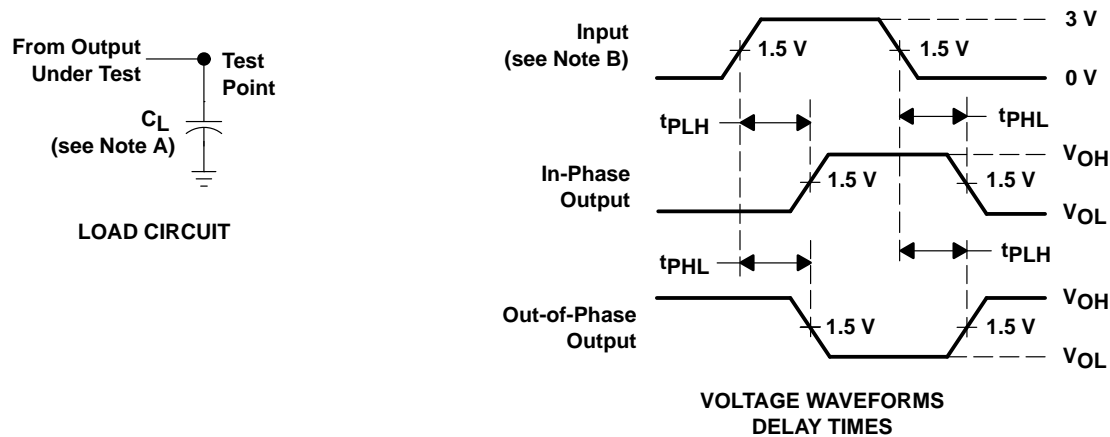 From Output
Under Test
Test
Point
CL
(see Note A)
LOAD CIRCUIT
Input
(see Note B)
1.5 V
1.5 V
3 V
0 V
tPLH
tPHL
In-Phase
Output
1.5 V
1.5 V
VOH
VOL
tPHL
tPLH
Out-of-Phase
Output
1.5 V
1.5 V
VOH
VOL
VOLTAGE WAVEFORMS
DELAY TIMES